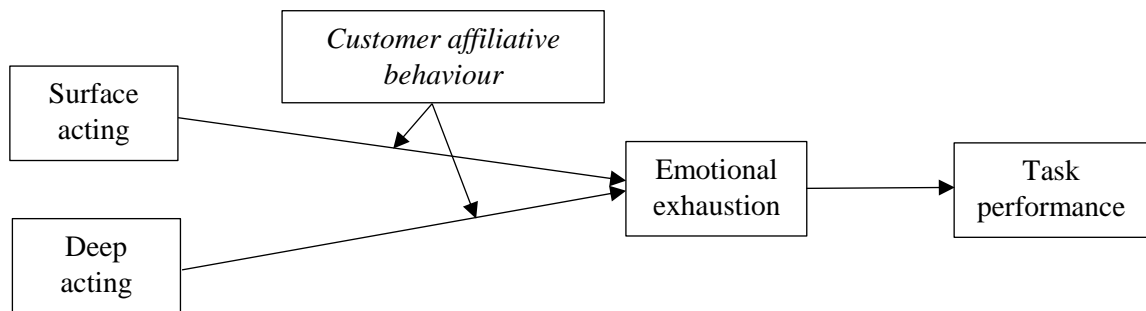 Customer affiliative
behaviour
Surface
acting
Emotional
exhaustion
Task
performance
Deep
acting